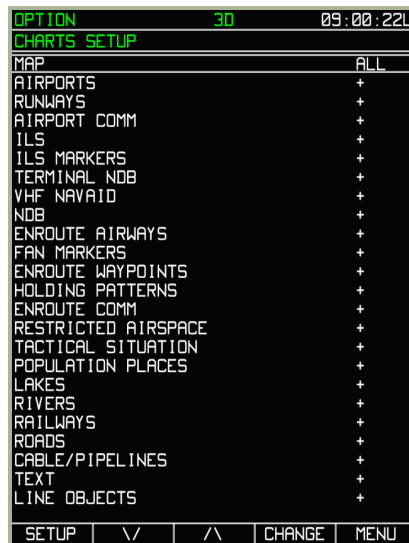 OPTION 3D 09:00:22L
CHARTS SETUP
MAP ALL
AIRPORTS +
RUNWAYS +
AIRPORT COMM +
ILS +
ILS MARKERS +
TERMINAL NDB +
VHF NAVAID +
NDB +
ENROUTE AIRWAYS +
FAN MARKERS +
ENROUTE WAYPOINTS +
HOLDING PATTERNS +
ENROUTE COMM +
RESTRICTED AIRSPACE +
TACTICAL SITUATION +
POPULATION PLACES +
LAKES +
RIVERS +
RAILWAYS +
ROADS +
CABLE/PIPELINES +
TEXT +
LINE OBJECTS +
SETUP \/ /\ CHANGE MENU